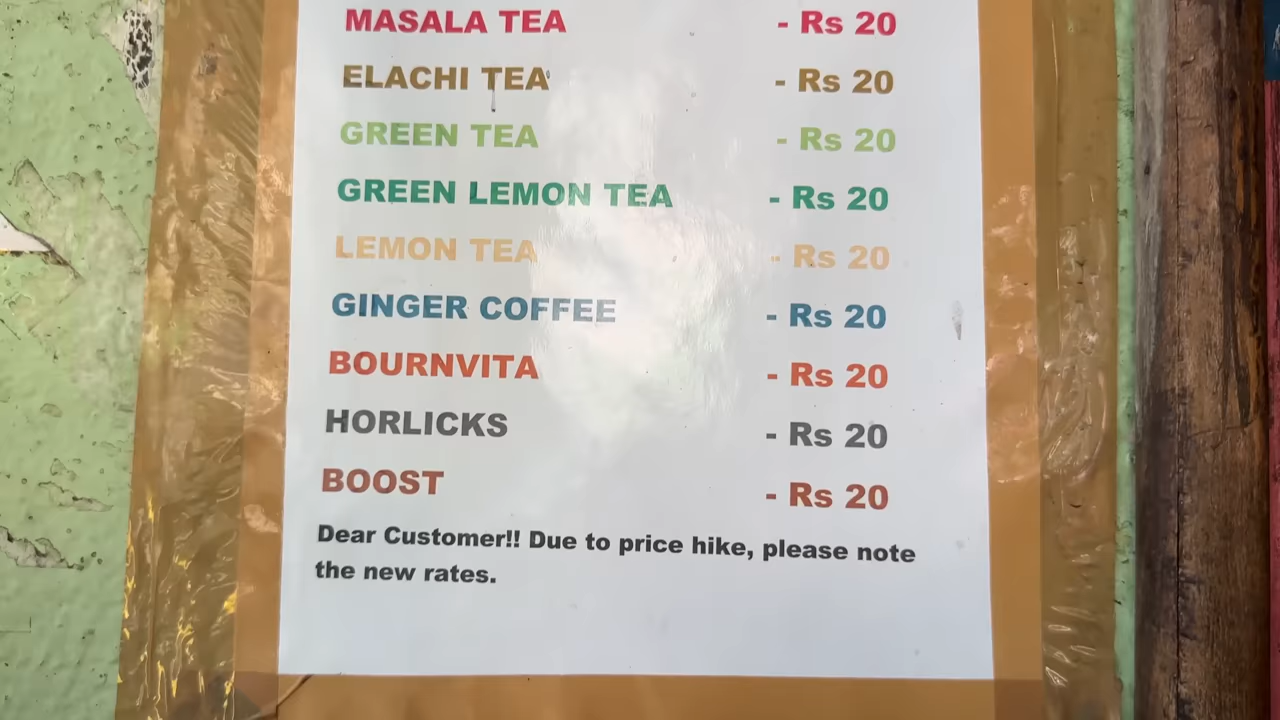 MASALA TEA - Rs 20
ELACHI TEA - Rs 20
GREEN TEA - Rs 20
GREEN LEMON TEA - Rs 20
LEMON TEA - Rs 20
GINGER COFFEE - Rs 20
BOURNVITA - Rs 20
HORLICKS - Rs 20
BOOST - Rs 20
Dear Customer!! Due to price hike, please note
the new rates.